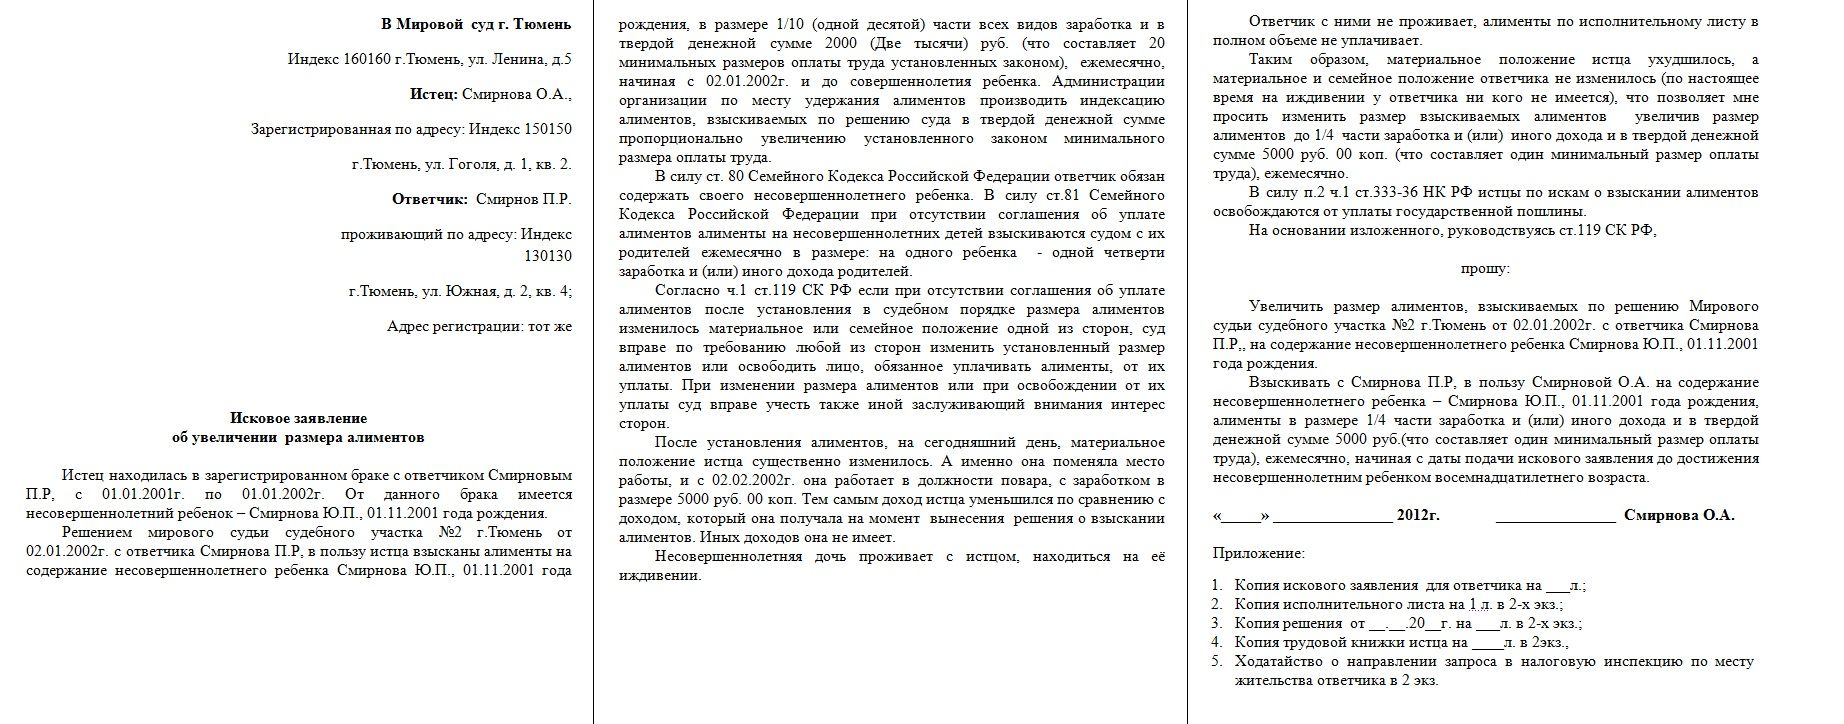 В Мировой суд г. Тюмень
Индекс 160160 г.Тюмень, ул. Ленина, д.5
Истец: Смирнова О.А.,
Зарегистрированная по адресу: Индекс 150150
г.Тюмень, ул. Гоголя, д. 1, кв. 2.
Ответчик: Смирнов П.Р.
проживающий по адресу: Индекс
130130
г.Тюмень, ул. Южная, д. 2, кв. 4;
Адрес регистрации: тот же
Исковое заявление
об увеличении размера алиментов
Истец находилась в зарегистрированном браке с ответчиком Смирновым
П.Р, с 01.01.2001г. по 01.01.2002г. От данного брака имеется
несовершеннолетний ребенок – Смирнова Ю.П., 01.11.2001 года рождения.
Решением мирового судьи судебного участка №2 г.Тюмень от
02.01.2002г. с ответчика Смирнова П.Р, в пользу истца взысканы алименты на
содержание несовершеннолетнего ребенка Смирнова Ю.П., 01.11.2001 года
рождения, в размере 1/10 (одной десятой) части всех видов заработка и в
твердой денежной сумме 2000 (Две тысячи) руб. (что составляет 20
минимальных размеров оплаты труда установленных законом), ежемесячно,
начиная с 02.01.2002г. и до совершеннолетия ребенка. Администрации
организации по месту удержания алиментов производить индексацию
алиментов, взыскиваемых по решению суда в твердой денежной сумме
пропорционально увеличению установленного законом минимального
размера оплаты труда.
В силу ст. 80 Семейного Кодекса Российской Федерации ответчик обязан
содержать своего несовершеннолетнего ребенка. В силу ст.81 Семейного
Кодекса Российской Федерации при отсутствии соглашения об уплате
алиментов алименты на несовершеннолетних детей взыскиваются судом с их
родителей ежемесячно в размере: на одного ребенка - одной четверти
заработка и (или) иного дохода родителей.
Согласно ч.1 ст.119 СК РФ если при отсутствии соглашения об уплате
алиментов после установления в судебном порядке размера алиментов
изменилось материальное или семейное положение одной из сторон, суд
вправе по требованию любой из сторон изменить установленный размер
алиментов или освободить лицо, обязанное уплачивать алименты, от их
уплаты. При изменении размера алиментов или при освобождении от их
уплаты суд вправе учесть также иной заслуживающий внимания интерес
сторон.
После установления алиментов, на сегодняшний день, материальное
положение истца существенно изменилось. А именно она поменяла место
работы, и с 02.02.2002г. она работает в должности повара, с заработком в
размере 5000 руб. 00 коп. Тем самым доход истца уменьшился по сравнению с
доходом, который она получала на момент вынесения решения о взыскании
алиментов. Иных доходов она не имеет.
Несовершеннолетняя дочь проживает с истцом, находиться на её
иждивении.
Ответчик с ними не проживает, алименты по исполнительному листу в
полном объеме не уплачивает.
Таким образом, материальное положение истца ухудшилось, а
материальное и семейное положение ответчика не изменилось (по настоящее
время на иждивении у ответчика ни кого не имеется), что позволяет мне
просить изменить размер взыскиваемых алиментов увеличив размер
алиментов до 1/4 части заработка и (или) иного дохода и в твердой денежной
сумме 5000 руб. 00 коп. (что составляет один минимальный размер оплаты
труда), ежемесячно.
В силу п.2 ч.1 ст.333-36 НК РФ истцы по искам о взыскании алиментов
освобождаются от уплаты государственной пошлины.
На основании изложенного, руководствуясь ст.119 СК РФ,
прошу:
Увеличить размер алиментов, взыскиваемых по решению Мирового
судьи судебного участка №2 г.Тюмень от 02.01.2002г. с ответчика Смирнова
П.Р,, на содержание несовершеннолетнего ребенка Смирнова Ю.П., 01.11.2001
года рождения.
Взыскивать с Смирнова П.Р, в пользу Смирновой О.А. на содержание
несовершеннолетнего ребенка – Смирнова Ю.П., 01.11.2001 года рождения,
алименты в размере 1/4 части заработка и (или) иного дохода и в твердой
денежной сумме 5000 руб.(что составляет один минимальный размер оплаты
труда), ежемесячно, начиная с даты подачи искового заявления до достижения
несовершеннолетним ребенком восемнадцатилетнего возраста.
«_____» _______________ 2012г. _______________ Смирнова О.А.
Приложение:
1. Копия искового заявления для ответчика на ___л.;
2. Копия исполнительного листа на 1 л. в 2-х экз.;
3. Копия решения от __.__.20__г. на ___л. в 2-х экз.;
4. Копия трудовой книжки истца на ____л. в 2экз.,
5. Ходатайство о направлении запроса в налоговую инспекцию по месту
жительства ответчика в 2 экз.